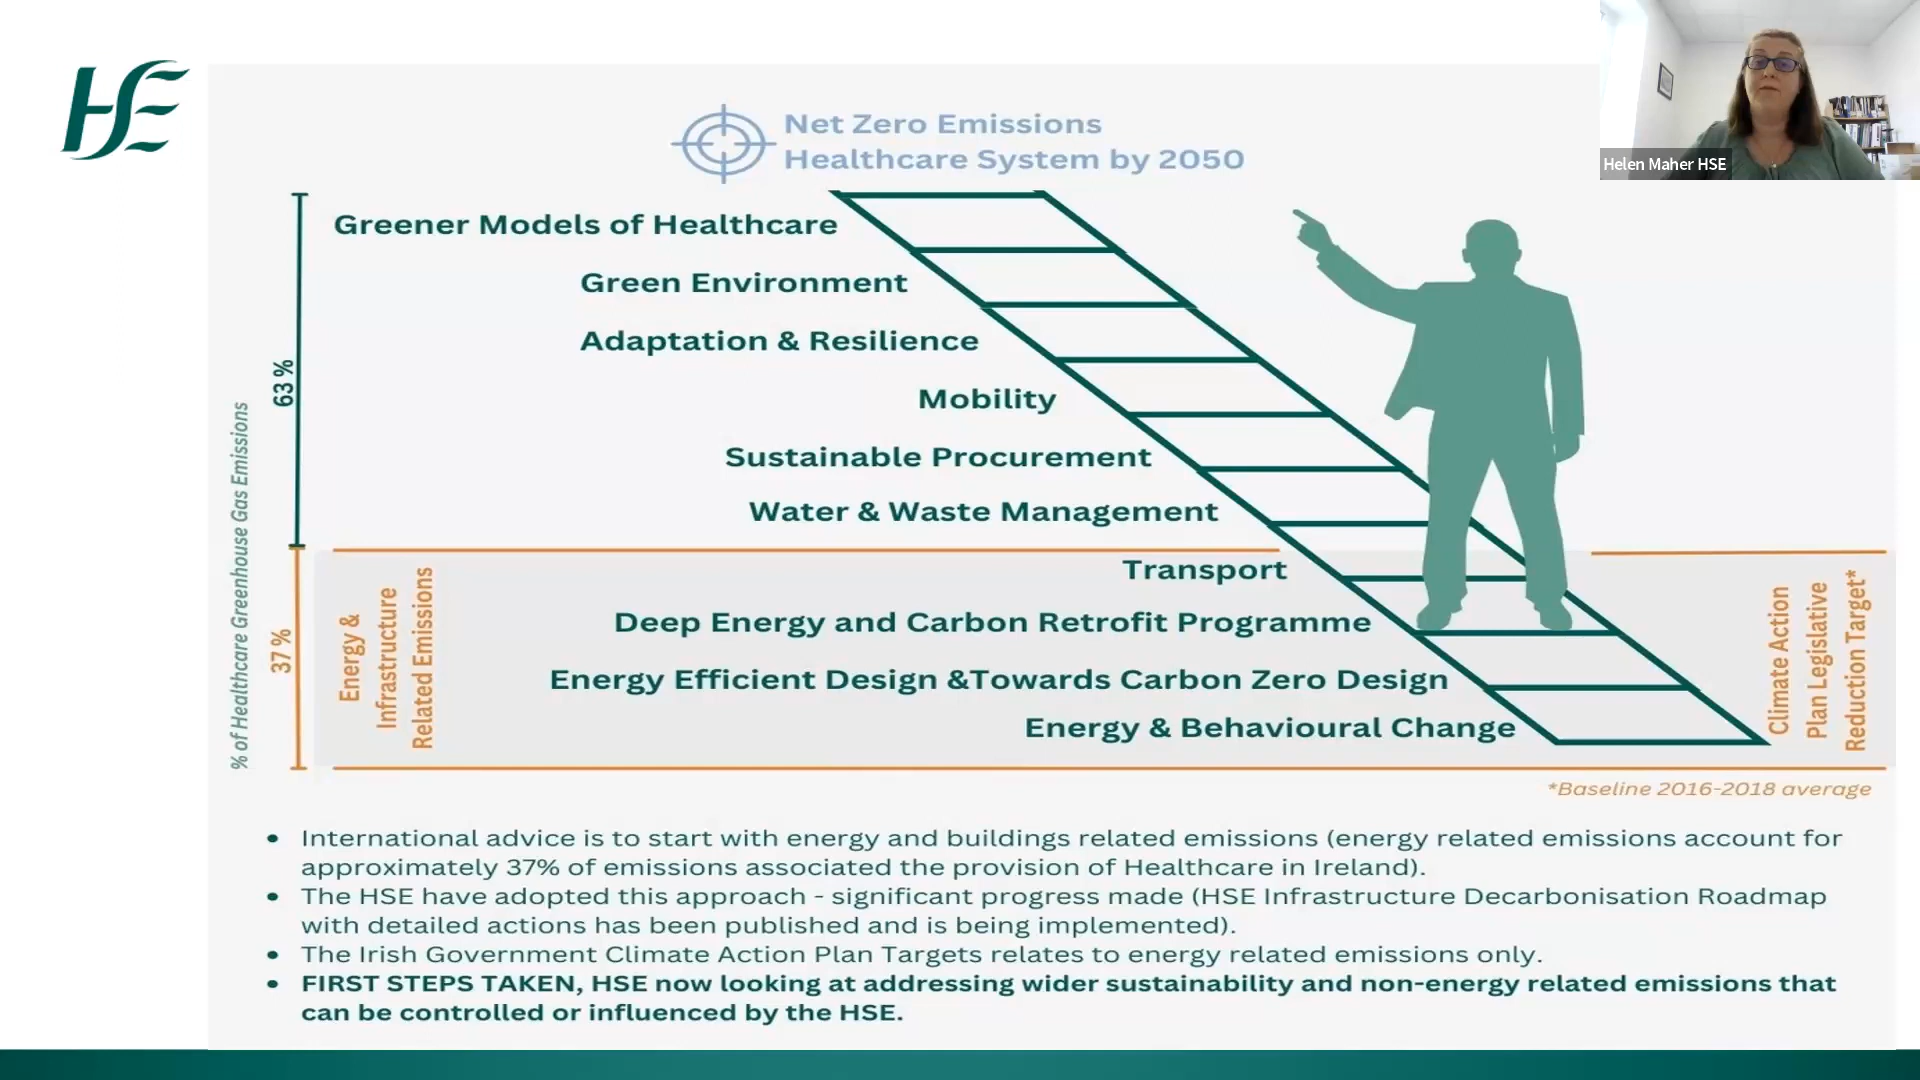 HSE
Helen Maher HSE
Net Zero Emissions
Healthcare System by 2050
Greener Models of Healthcare
Green Environment
Adaptation & Resilience
Mobility
Sustainable Procurement
Water & Waste Management
Transport
Deep Energy and Carbon Retrofit Programme
Energy Efficient Design &Towards Carbon Zero Design
Energy & Behavioural Change
% of Healthcare Greenhouse Gas Emissions
63 %
37 %
Energy &
Infrastructure
Related Emissions
Climate Action
Plan Legislative
Reduction Target*
*Baseline 2016-2018 average
• International advice is to start with energy and buildings related emissions (energy related emissions account for
approximately 37% of emissions associated the provision of Healthcare in Ireland).
• The HSE have adopted this approach - significant progress made (HSE Infrastructure Decarbonisation Roadmap
with detailed actions has been published and is being implemented).
• The Irish Government Climate Action Plan Targets relates to energy related emissions only.
• FIRST STEPS TAKEN, HSE now looking at addressing wider sustainability and non-energy related emissions that
can be controlled or influenced by the HSE.